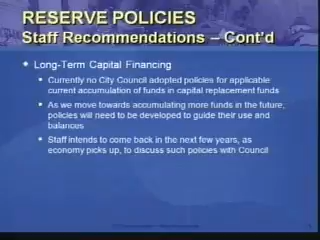 RESERVE POLICIES
Staff Recommendations – Cont'd
Long-Term Capital Financing
Currently no City Council adopted policies for applicable
current accumulation of funds in capital replacement funds
As we move towards accumulating more funds in the future,
policies will need to be developed to guide their use and
balances
Staff intends to come back in the next few years, as
economy picks up, to discuss such policies with Council